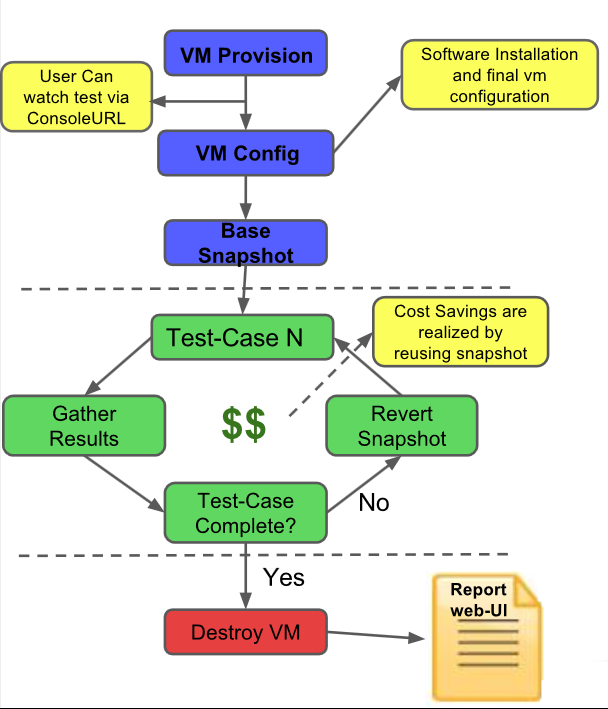 VM Provision
User Can
watch test via
ConsoleURL
Software Installation
and final vm
configuration
VM Config
Base
Snapshot
Cost Savings are
realized by
reusing snapshot
Test-Case N
Gather
Results
$$
Revert
Snapshot
Test-Case
Complete?
No
Yes
Destroy VM
Report
web-UI